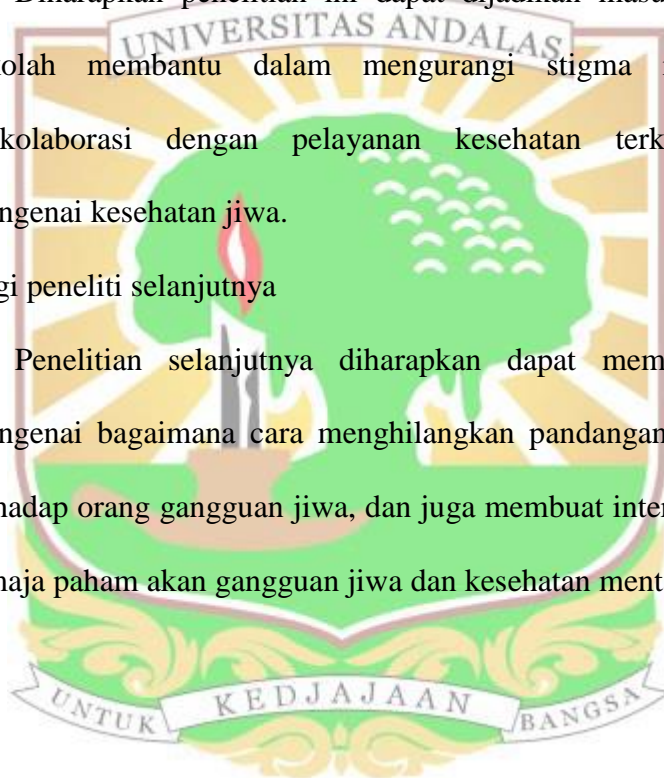 Diharapkan penelitian ini dapat dijadikan masu
UNIVERSITAS ANDALAS
olah membantu dalam mengurangi stigma
kolaborasi dengan pelayanan kesehatan terk
ngenai kesehatan jiwa.
gi peneliti selanjutnya
Penelitian selanjutnya diharapkan dapat mem
ngenai bagaimana cara menghilangkan pandangan
hadap orang gangguan jiwa, dan juga membuat inter
naja paham akan gangguan jiwa dan kesehatan ment
UNTUK KEDJAJAAN BANGSA